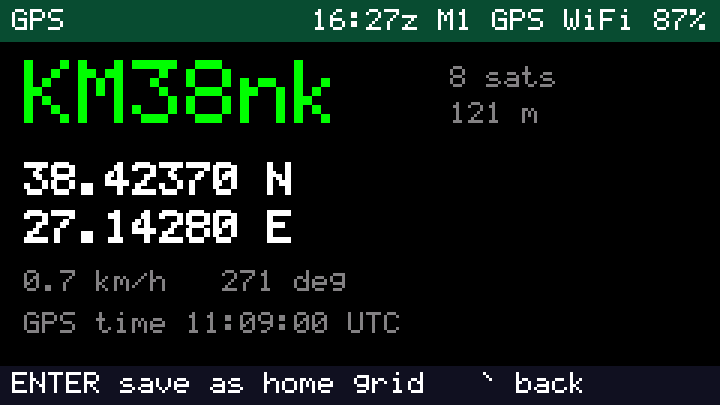 GPS 16:27z M1 GPS WiFi 87%
KM38nk
8 sats
121 m
38.42370 N
27.14280 E
0.7 km/h 271 deg
GPS time 11:09:00 UTC
ENTER save as home grid ` back